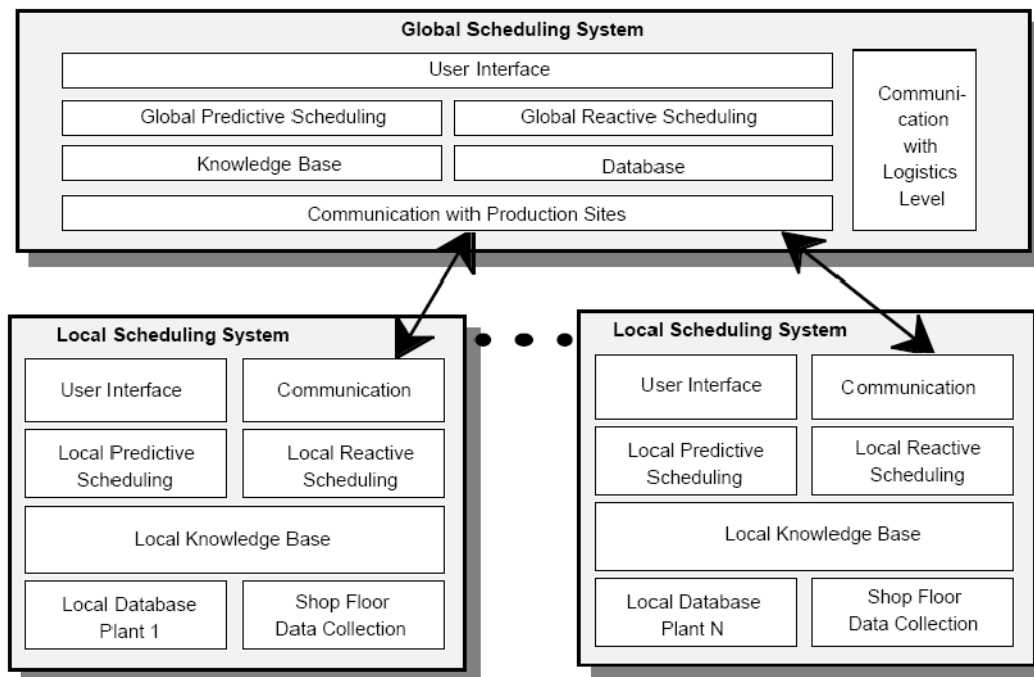 Global Scheduling System
User Interface
Global Predictive Scheduling
Global Reactive Scheduling
Knowledge Base
Database
Communication with Production Sites
Communi-
cation
with
Logistics
Level
Local Scheduling System
User Interface
Communication
Local Predictive
Scheduling
Local Reactive
Scheduling
Local Knowledge Base
Local Database
Plant 1
Shop Floor
Data Collection
Local Scheduling System
User Interface
Communication
Local Predictive
Scheduling
Local Reactive
Scheduling
Local Knowledge Base
Local Database
Plant N
Shop Floor
Data Collection